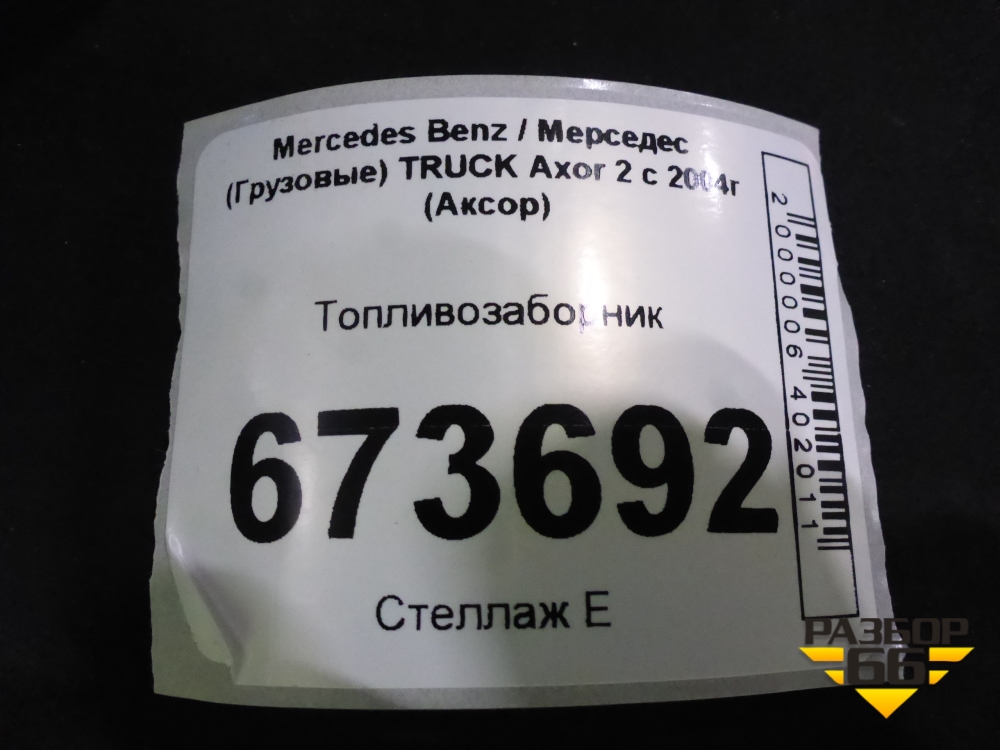 Mercedes Benz / Мерседес
(Грузовые) TRUCK Axor 2 с 2004г
(Аксор)
Топливозаборник
673692
Стеллаж Е
2000006402011
РАЗБОР
66